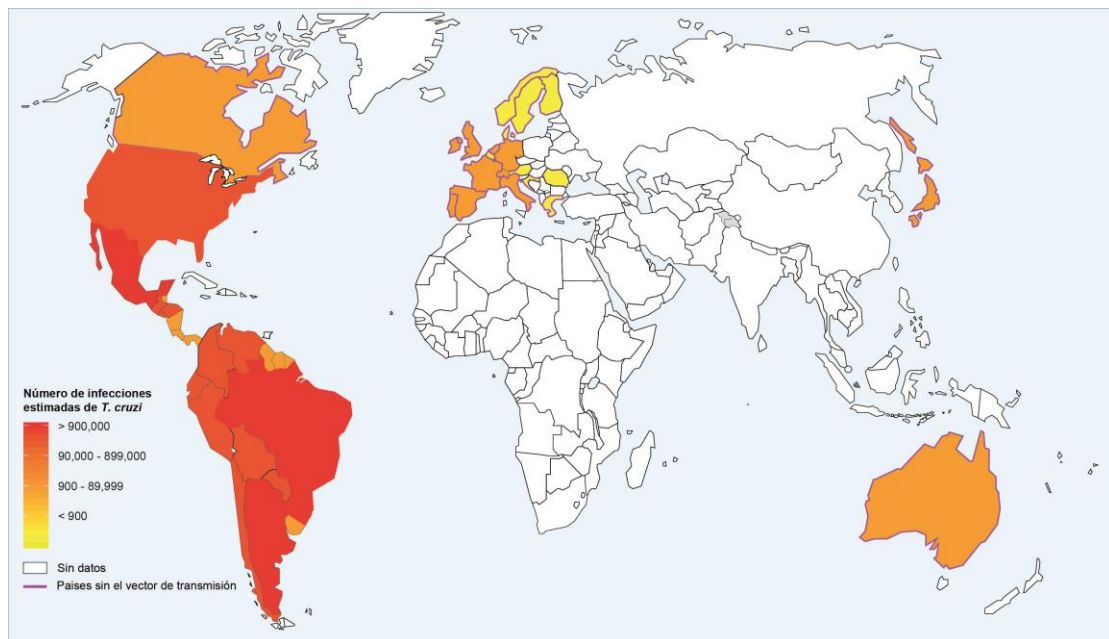 Número de infecciones
estimadas de T. cruzi
> 900,000
90,000 - 899,000
900 - 89,999
< 900
Sin datos
Paises sin el vector de transmisión